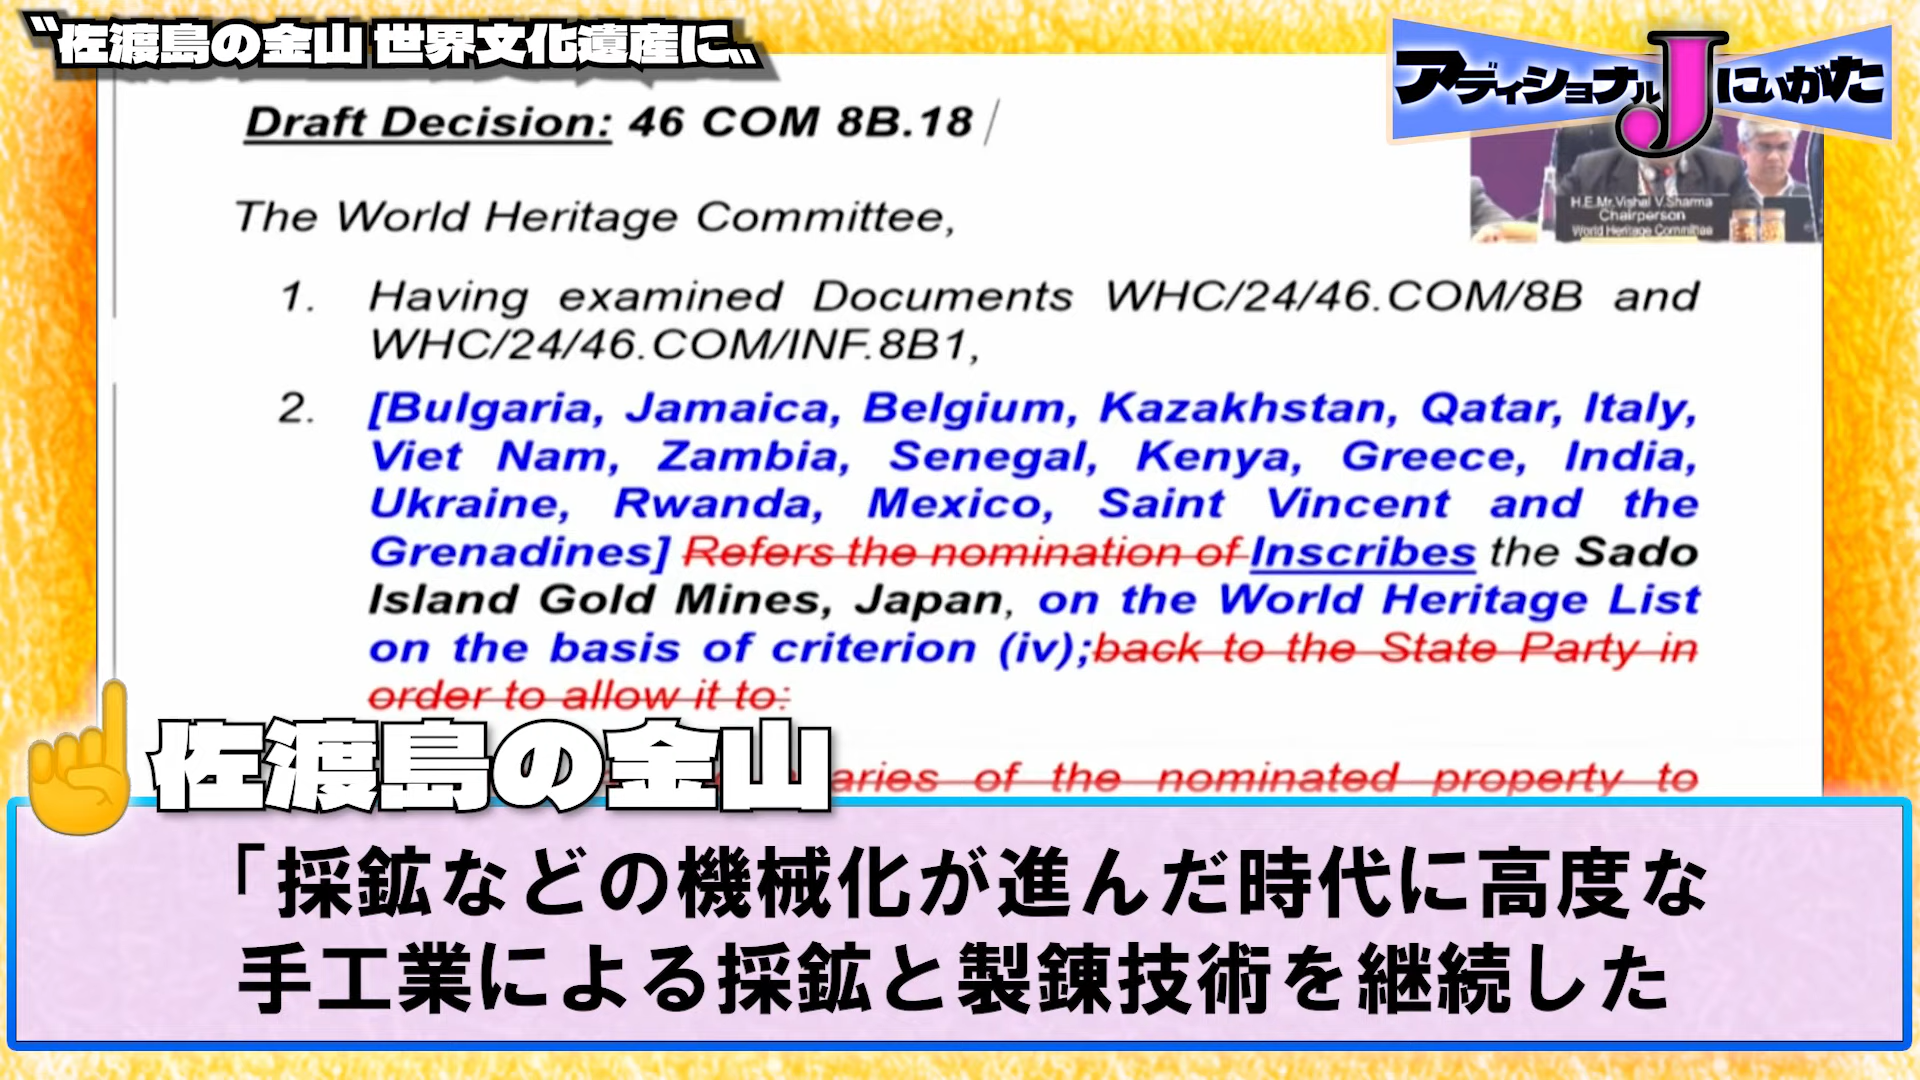 〝佐渡島の金山 世界文化遺産に〟
アディショナルJにいがた
Draft Decision: 46 COM 8B.18
H.E.Mr.Vishal V.Sharma
Chairperson
World Heritage Committee
The World Heritage Committee,
1. Having examined Documents WHC/24/46.COM/8B and
WHC/24/46.COM/INF.8B1,
2. [Bulgaria, Jamaica, Belgium, Kazakhstan, Qatar, Italy,
Viet Nam, Zambia, Senegal, Kenya, Greece, India,
Ukraine, Rwanda, Mexico, Saint Vincent and the
Grenadines] Refers the nomination of Inscribes the Sado
Island Gold Mines, Japan, on the World Heritage List
on the basis of criterion (iv);back to the State Party in
order to allow it to:
aries of the nominated property to
佐渡島の金山
「採鉱などの機械化が進んだ時代に高度な
手工業による採鉱と製錬技術を継続した